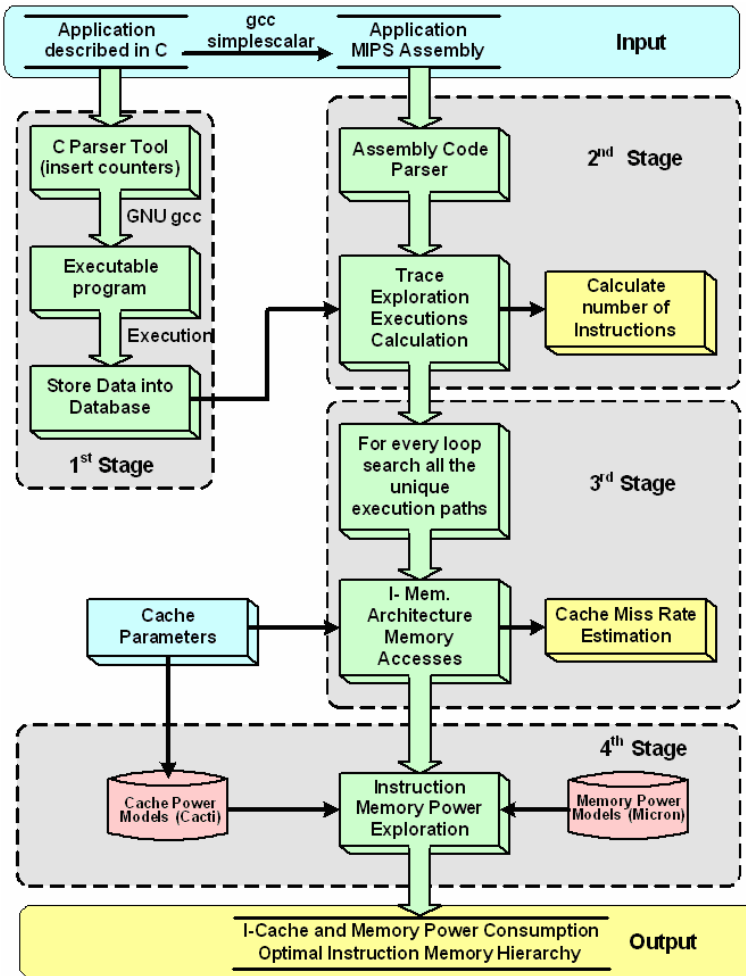 Application
described in C
gcc
simplescalar
Application
MIPS Assembly
Input
C Parser Tool
(insert counters)
GNU gcc
Executable
program
Execution
Store Data into
Database
1st Stage
Assembly Code
Parser
2nd Stage
Trace
Exploration
Executions
Calculation
Calculate
number of
Instructions
For every loop
search all the
unique
execution paths
3rd Stage
Cache
Parameters
I- Mem.
Architecture
Memory
Accesses
Cache Miss Rate
Estimation
4th Stage
Cache Power
Models (Cacti)
Instruction
Memory Power
Exploration
Memory Power
Models (Micron)
I-Cache and Memory Power Consumption
Optimal Instruction Memory Hierarchy
Output